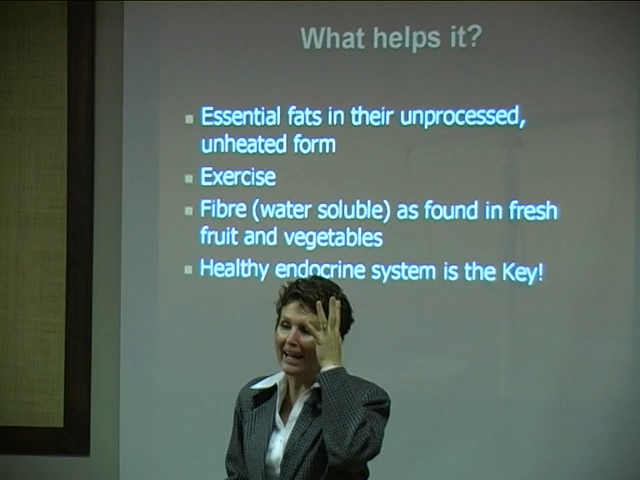 What helps it?
Essential fats in their unprocessed,
unheated form
Exercise
Fibre (water soluble) as found in fresh
fruit and vegetables
Healthy endocrine system is the Key!